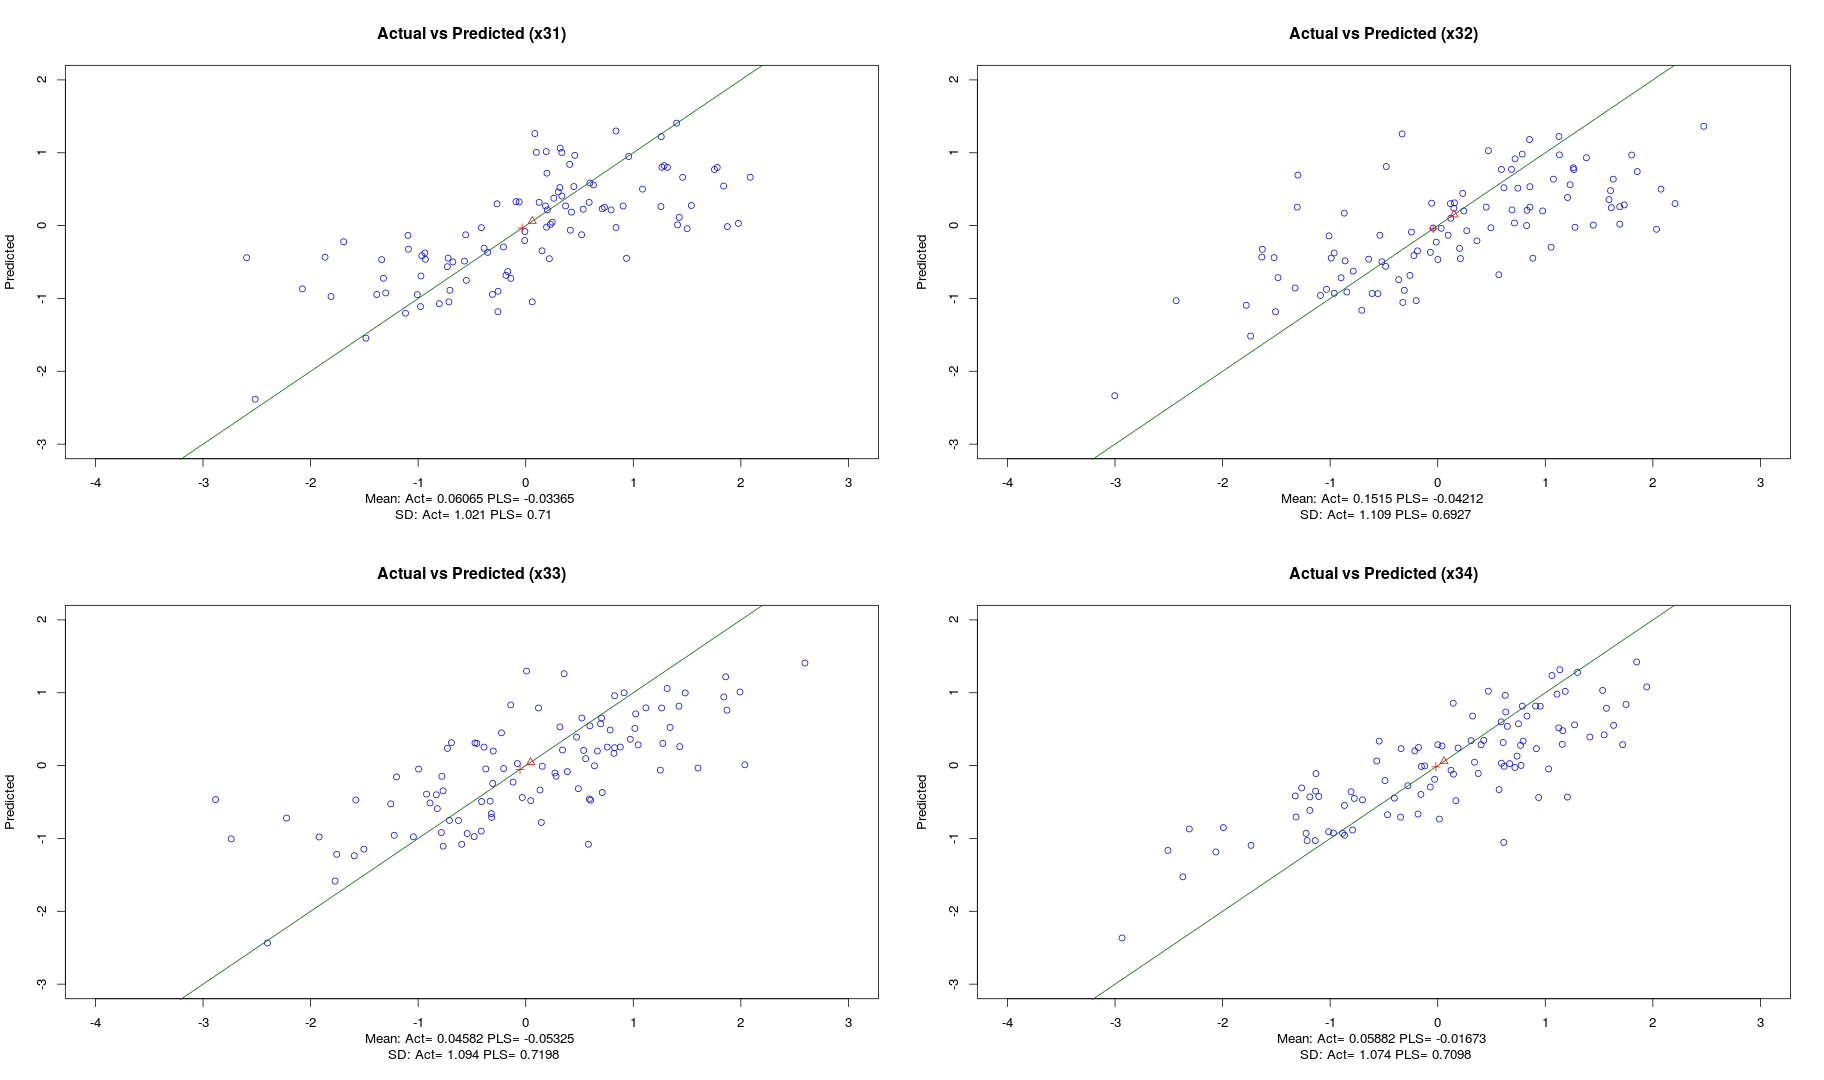 Actual vs Predicted (x31)
Predicted
2
1
0
-1
-2
-3
-4 -3 -2 -1 0 1 2 3
Mean: Act= 0.06065 PLS= -0.03365
SD: Act= 1.021 PLS= 0.71
Actual vs Predicted (x32)
Predicted
2
1
0
-1
-2
-3
-4 -3 -2 -1 0 1 2 3
Mean: Act= 0.1515 PLS= -0.04212
SD: Act= 1.109 PLS= 0.6927
Actual vs Predicted (x33)
Predicted
2
1
0
-1
-2
-3
-4 -3 -2 -1 0 1 2 3
Mean: Act= 0.04582 PLS= -0.05325
SD: Act= 1.094 PLS= 0.7198
Actual vs Predicted (x34)
Predicted
2
1
0
-1
-2
-3
-4 -3 -2 -1 0 1 2 3
Mean: Act= 0.05882 PLS= -0.01673
SD: Act= 1.074 PLS= 0.7098